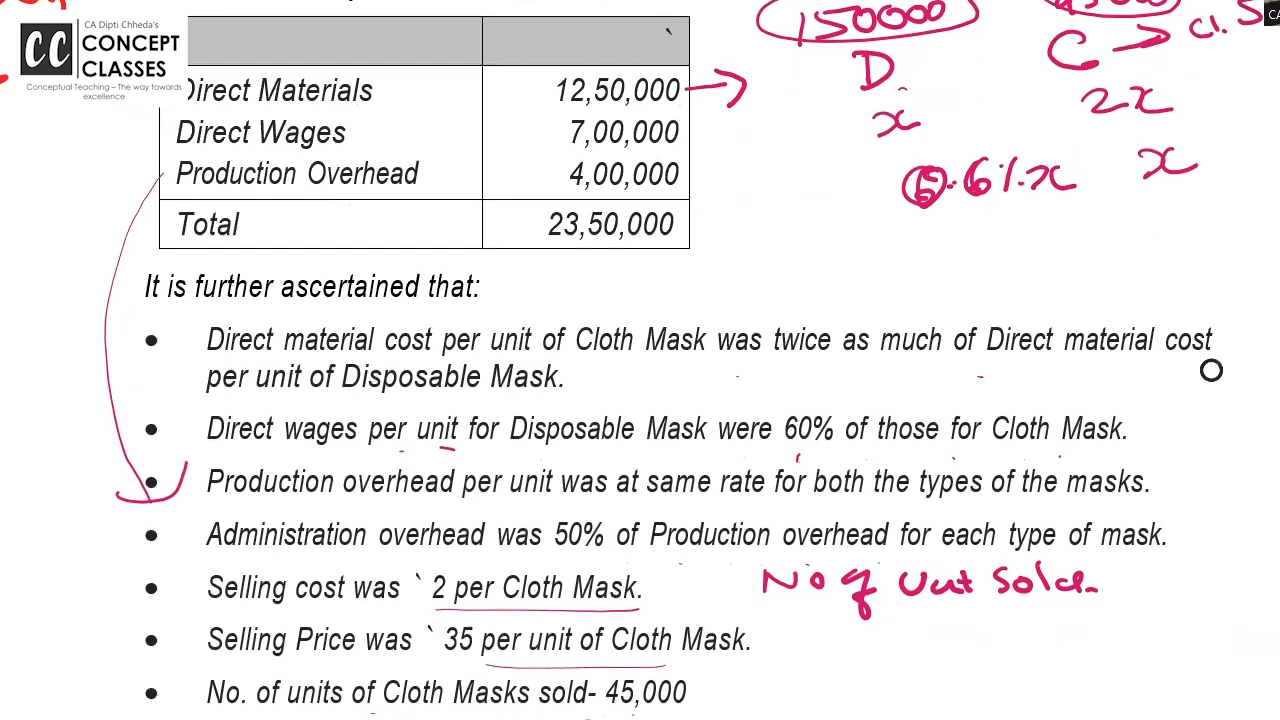 150000
CA Dipti Chheda's
CC CONCEPT
CLASSES
Conceptual Teaching – The way towards
excellence
D C → Cl. S
`
Direct Materials 12,50,000 →
x 2x
Direct Wages 7,00,000
Production Overhead 4,00,000
x
Total 23,50,000
It is further ascertained that:
• Direct material cost per unit of Cloth Mask was twice as much of Direct material cost
per unit of Disposable Mask.
• Direct wages per unit for Disposable Mask were 60% of those for Cloth Mask.
• Production overhead per unit was at same rate for both the types of the masks.
• Administration overhead was 50% of Production overhead for each type of mask.
• Selling cost was ` 2 per Cloth Mask.
No of Unit Sold
• Selling Price was ` 35 per unit of Cloth Mask.
• No. of units of Cloth Masks sold- 45,000